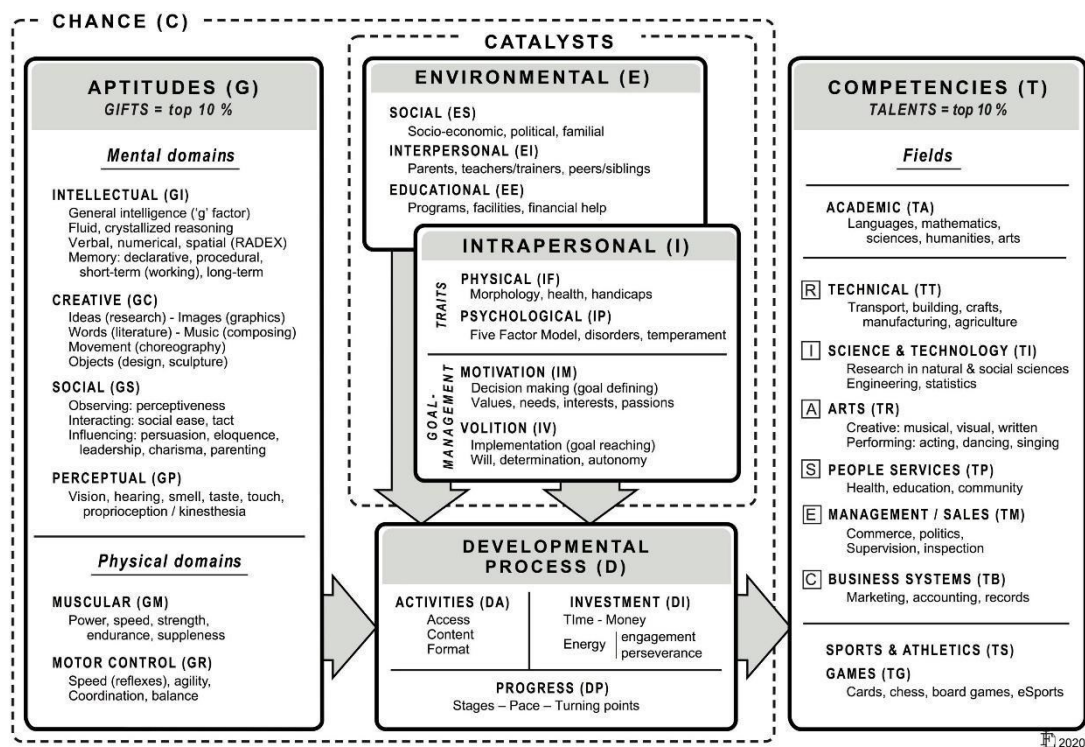 CHANCE (C)
APTITUDES (G)
GIFTS = top 10 %
Mental domains
INTELLECTUAL (GI)
General intelligence ('g' factor)
Fluid, crystallized reasoning
Verbal, numerical, spatial (RADEX)
Memory: declarative, procedural,
short-term (working), long-term
CREATIVE (GC)
Ideas (research) - Images (graphics)
Words (literature) - Music (composing)
Movement (choreography)
Objects (design, sculpture)
SOCIAL (GS)
Observing: perceptiveness
Interacting: social ease, tact
Influencing: persuasion, eloquence,
leadership, charisma, parenting
PERCEPTUAL (GP)
Vision, hearing, smell, taste, touch,
proprioception / kinesthesia
Physical domains
MUSCULAR (GM)
Power, speed, strength,
endurance, suppleness
MOTOR CONTROL (GR)
Speed (reflexes), agility,
Coordination, balance
CATALYSTS
ENVIRONMENTAL (E)
SOCIAL (ES)
Socio-economic, political, familial
INTERPERSONAL (EI)
Parents, teachers/trainers, peers/siblings
EDUCATIONAL (EE)
Programs, facilities, financial help
INTRAPERSONAL (I)
TRAITS
PHYSICAL (IF)
Morphology, health, handicaps
PSYCHOLOGICAL (IP)
Five Factor Model, disorders, temperament
GOAL-
MANAGEMENT
MOTIVATION (IM)
Decision making (goal defining)
Values, needs, interests, passions
VOLITION (IV)
Implementation (goal reaching)
Will, determination, autonomy
DEVELOPMENTAL
PROCESS (D)
ACTIVITIES (DA)
Access
Content
Format
INVESTMENT (DI)
TIme - Money
Energy
engagement
perseverance
PROGRESS (DP)
Stages – Pace – Turning points
COMPETENCIES (T)
TALENTS = top 10 %
Fields
ACADEMIC (TA)
Languages, mathematics,
sciences, humanities, arts
R TECHNICAL (TT)
Transport, building, crafts,
manufacturing, agriculture
I SCIENCE & TECHNOLOGY (TI)
Research in natural & social sciences
Engineering, statistics
A ARTS (TR)
Creative: musical, visual, written
Performing: acting, dancing, singing
S PEOPLE SERVICES (TP)
Health, education, community
E MANAGEMENT / SALES (TM)
Commerce, politics,
Supervision, inspection
C BUSINESS SYSTEMS (TB)
Marketing, accounting, records
SPORTS & ATHLETICS (TS)
GAMES (TG)
Cards, chess, board games, eSports
2020